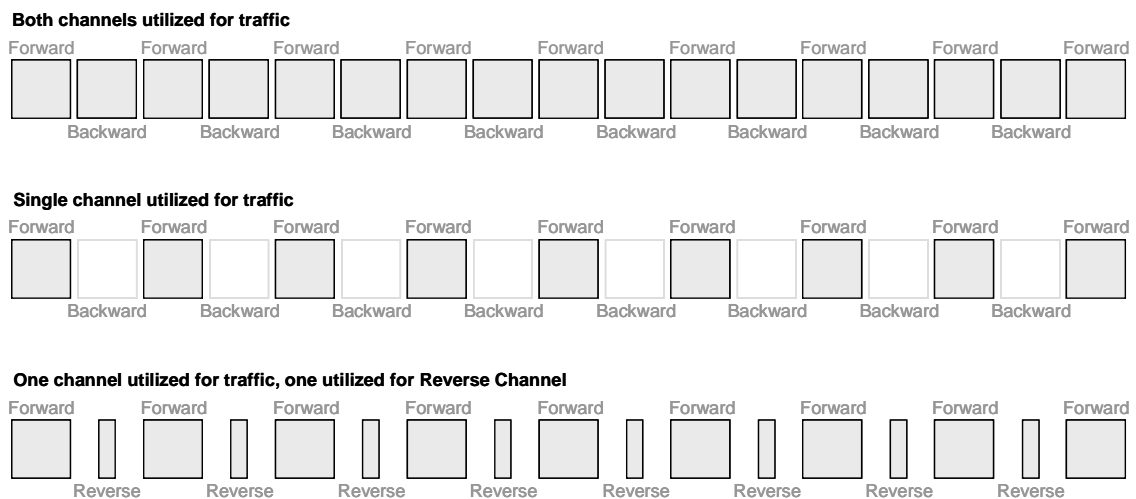 Both channels utilized for traffic
Forward Forward Forward Forward Forward Forward Forward Forward Forward
Backward Backward Backward Backward Backward Backward Backward Backward
Single channel utilized for traffic
Forward Forward Forward Forward Forward Forward Forward Forward Forward
Backward Backward Backward Backward Backward Backward Backward Backward
One channel utilized for traffic, one utilized for Reverse Channel
Forward Forward Forward Forward Forward Forward Forward Forward Forward
Reverse Reverse Reverse Reverse Reverse Reverse Reverse Reverse